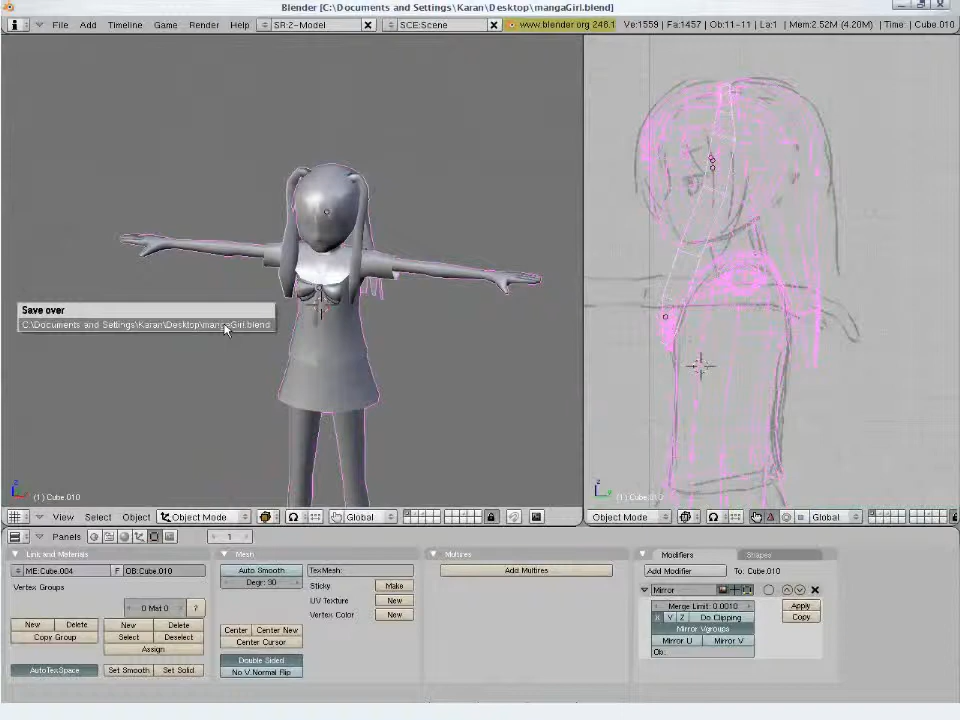 Blender [C:\Documents and Settings\Karan\Desktop\mangaGirl.blend]
File Add Timeline Game Render Help SR:2-Model SCE:Scene www.blender.org 248.1 Ve:1559 | Fa:1457 | Ob:11-11 | La:1 | Mem:2.52M (4.20M) | Time: | Cube.010
Save over
C:\Documents and Settings\Karan\Desktop\mangaGirl.blend
(1) Cube.010
(1) Cube.010
View Select Object Object Mode Global
Object Mode Global
Panels 1
Link and Materials
ME:Cube.004 F OB:Cube.010
Vertex Groups
0 Mat 0 ?
New Delete New Delete
Copy Group Select Deselect
Assign
AutoTexSpace Set Smooth Set Solid
Mesh
Auto Smooth TexMesh:
Degr: 30 Sticky Make
UV Texture New
Vertex Color New
Center Center New
Center Cursor
Double Sided
No V.Normal Flip
Multires
Add Multires
Modifiers Shapes
Add Modifier To: Cube.010
Mirror
Merge Limit: 0.0010 Apply
X Y Z Do Clipping Copy
Mirror Vgroups
Mirror U Mirror V
Ob: